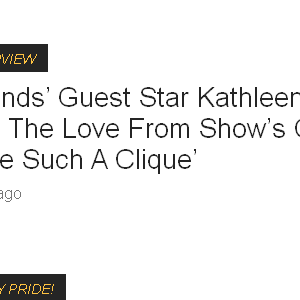 VIEW
nds’ Guest Star Kathleen
The Love From Show’s
e Such A Clique’
ago
PRIDE!